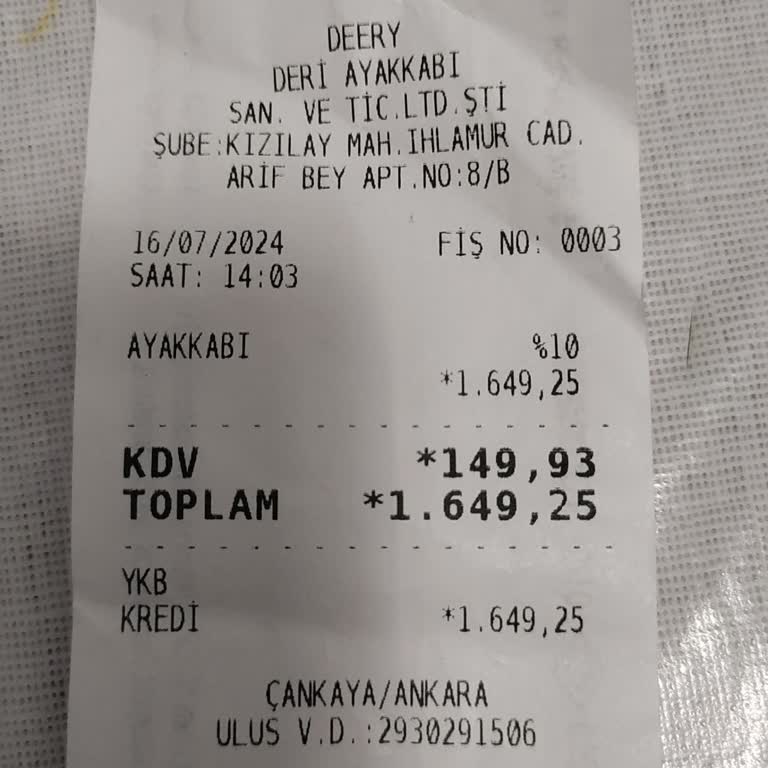 DEERY
DERİ AYAKKABI
SAN. VE TİC.LTD.ŞTİ
ŞUBE:KIZILAY MAH.IHLAMUR CAD.
ARİF BEY APT.NO:8/B
16/07/2024 FİŞ NO: 0003
SAAT: 14:03
AYAKKABI %10
*1.649,25
KDV *149,93
TOPLAM *1.649,25
YKB
KREDİ *1.649,25
ÇANKAYA/ANKARA
ULUS V.D.:2930291506